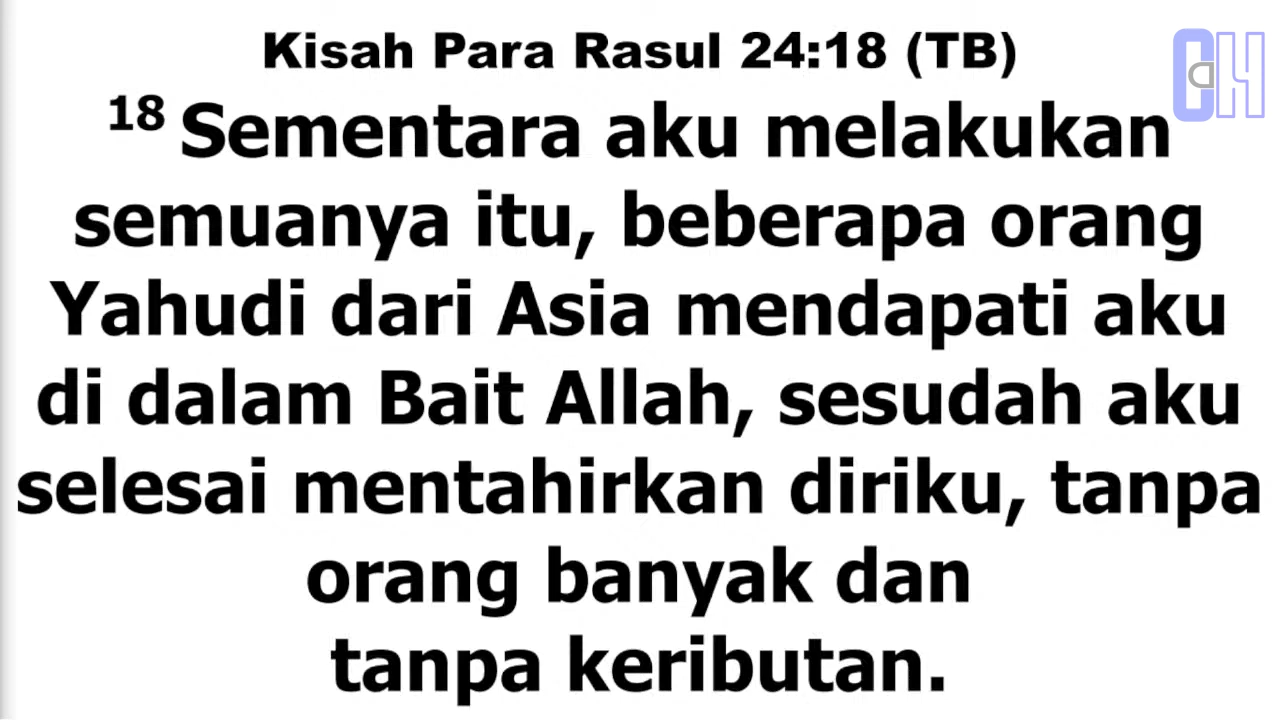 Kisah Para Rasul 24:18 (TB)
18 Sementara aku melakukan
semuanya itu, beberapa orang
Yahudi dari Asia mendapati aku
di dalam Bait Allah, sesudah aku
selesai mentahirkan diriku, tanpa
orang banyak dan
tanpa keributan.